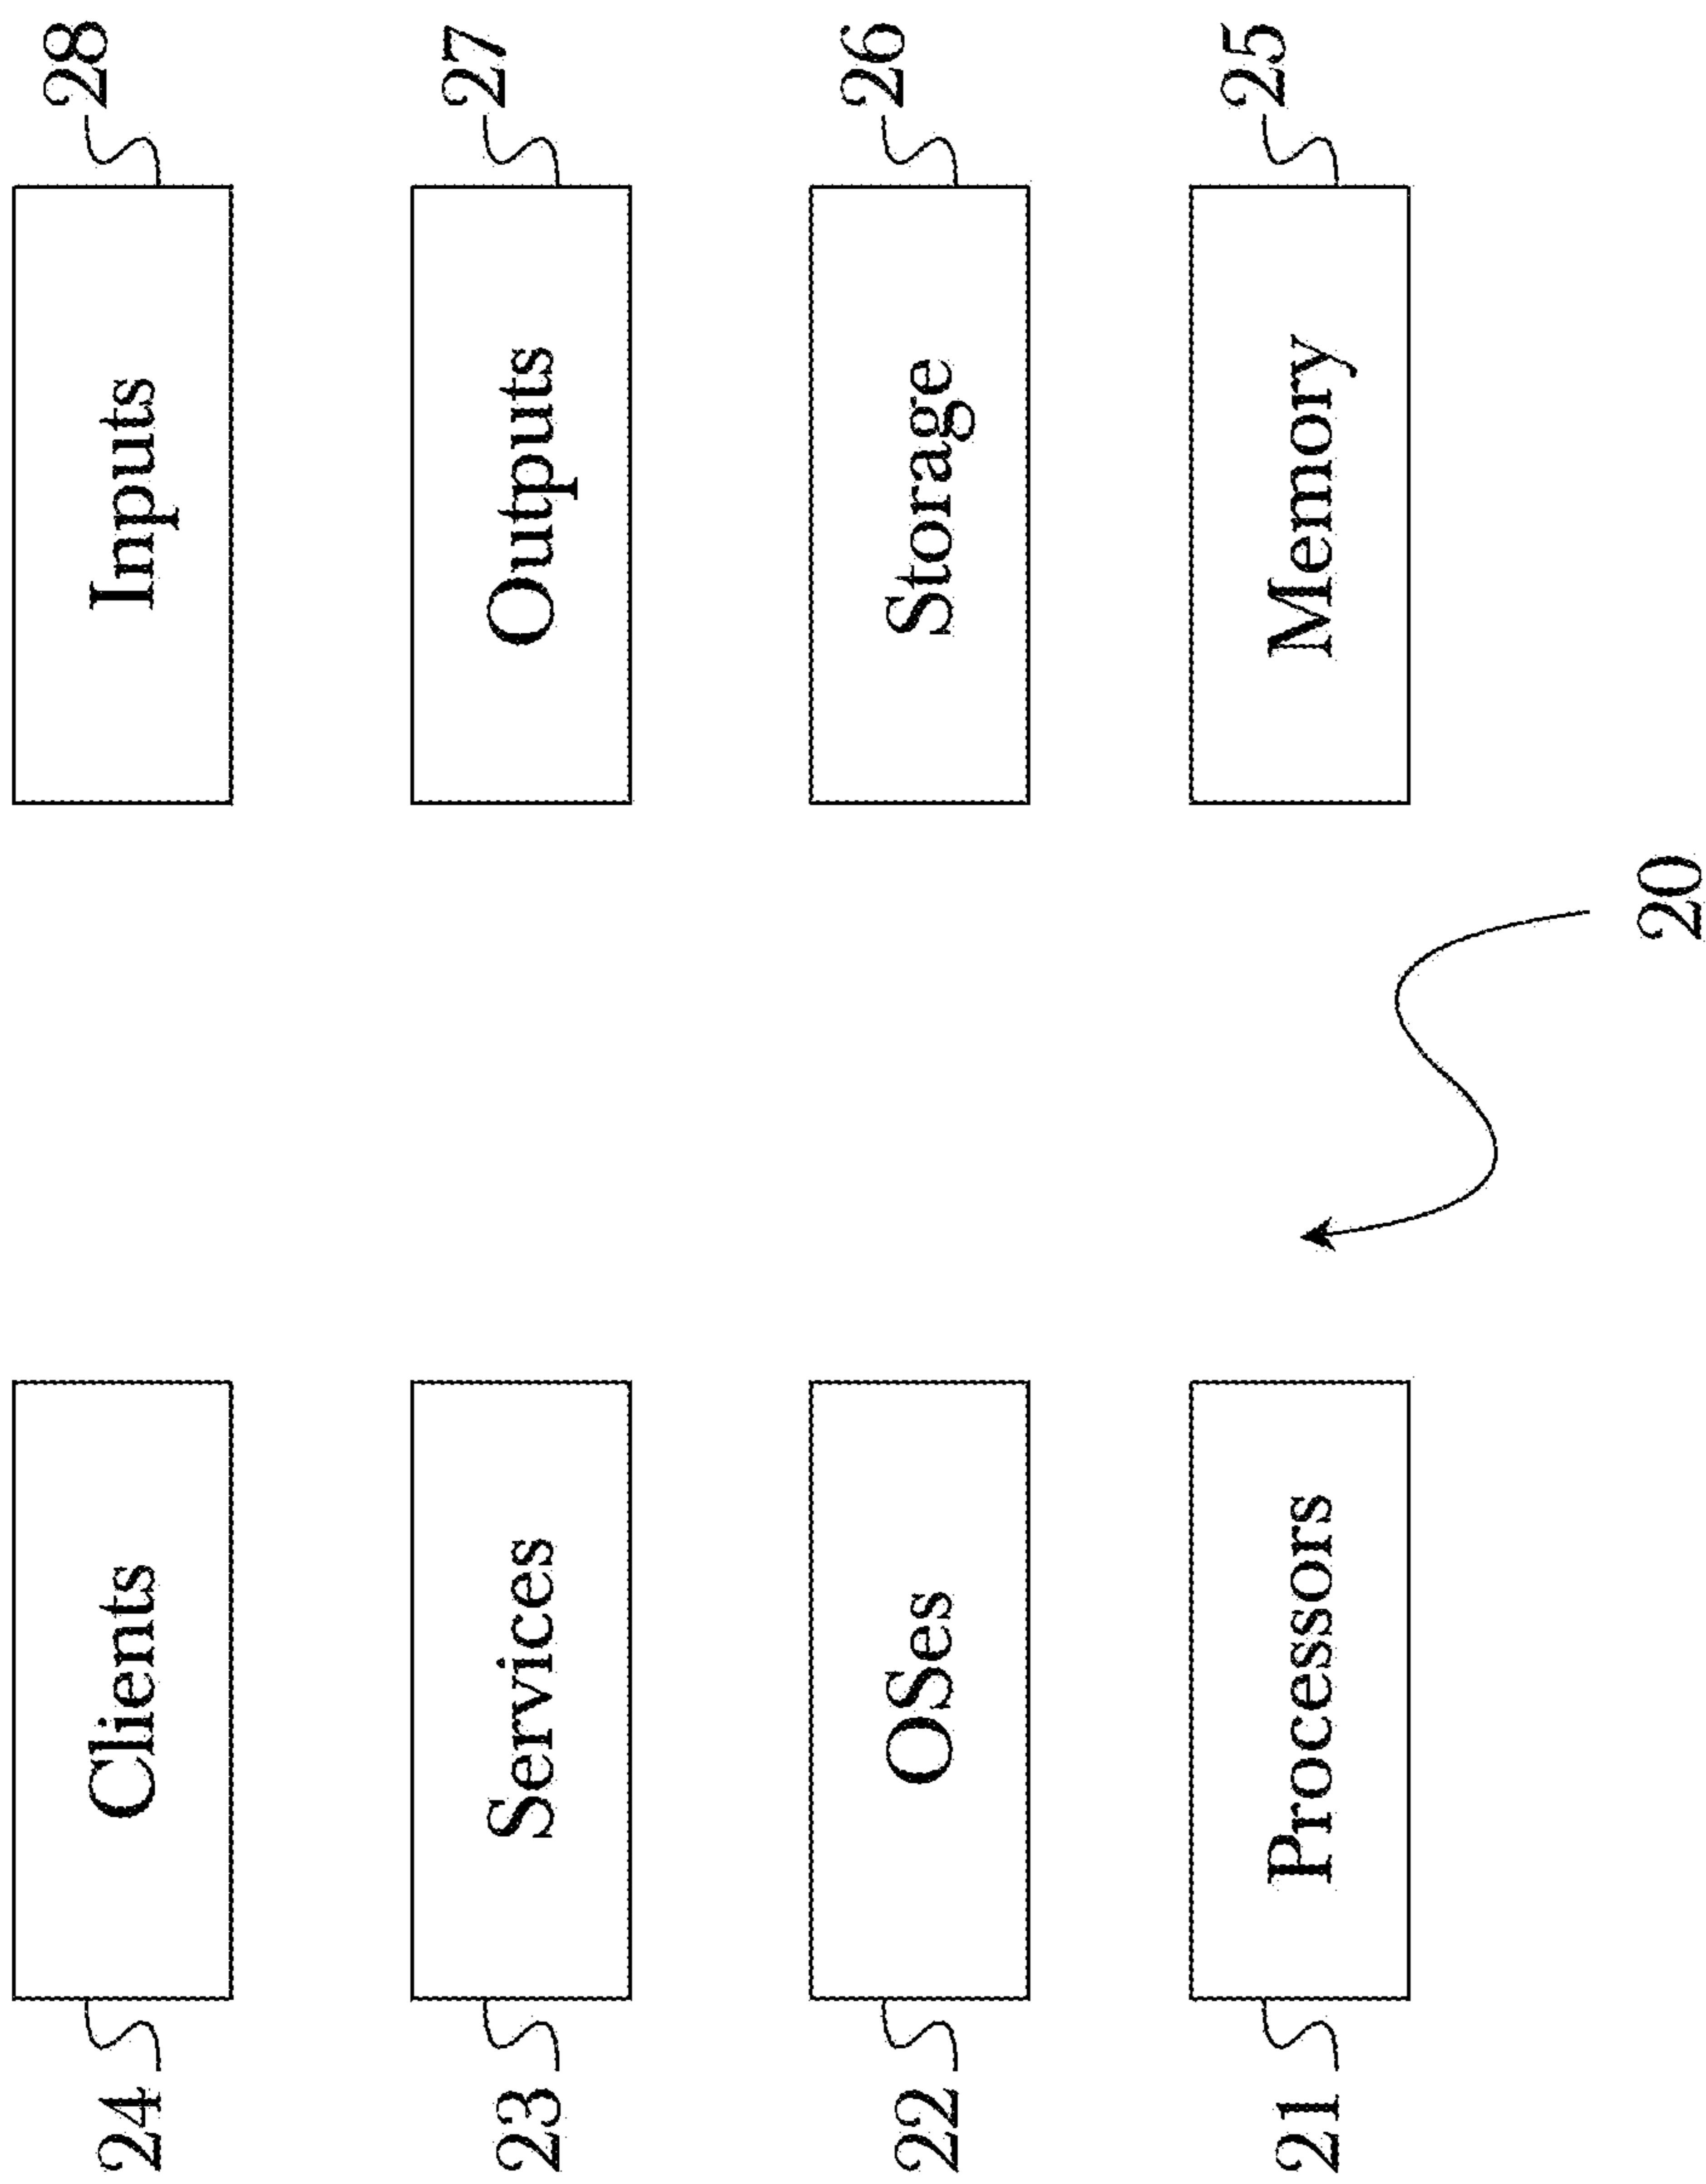 24 Clients Inputs 28
23 Services Outputs 27
22 OSes Storage 26
21 Processors Memory 25
20